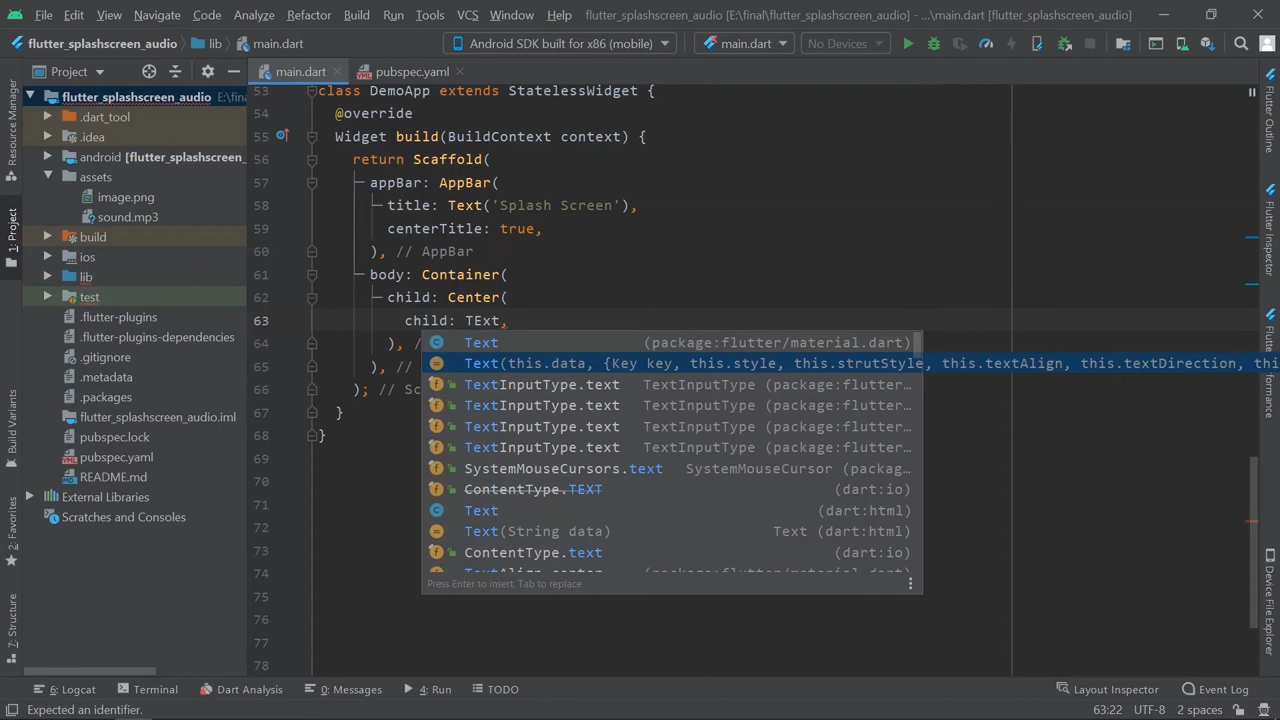 File Edit View Navigate Code Analyze Refactor Build Run Tools VCS Window Help flutter_splashscreen_audio [E:\final\flutter_splashscreen_audio] - ...\main.dart (flutter_splashscreen_audio)
flutter_splashscreen_audio lib main.dart Android SDK built for x86 (mobile) main.dart No Devices
Project main.dart pubspec.yaml
flutter_splashscreen_audio E:\fina
.dart_tool
.idea
android [flutter_splashscreen_
assets
image.png
sound.mp3
build
ios
lib
test
.flutter-plugins
.flutter-plugins-dependencies
.gitignore
.metadata
.packages
flutter_splashscreen_audio.iml
pubspec.lock
pubspec.yaml
README.md
External Libraries
Scratches and Consoles
Resource Manager
1: Project
Build Variants
2: Favorites
7: Structure
53 class DemoApp extends StatelessWidget {
54 @override
55 Widget build(BuildContext context) {
56 return Scaffold(
57 appBar: AppBar(
58 title: Text('Splash Screen'),
59 centerTitle: true,
60 ), // AppBar
61 body: Container(
62 child: Center(
63 child: TExt,
64 ), /
65 ), //
66 ); // Sc
67 }
68 }
69
70
71
72
73
74
75
76
77
78
Text (package:flutter/material.dart)
Text(this.data, {Key key, this.style, this.strutStyle, this.textAlign, this.textDirection, thi
TextInputType.text TextInputType (package:flutter…
TextInputType.text TextInputType (package:flutter…
TextInputType.text TextInputType (package:flutter…
TextInputType.text TextInputType (package:flutter…
SystemMouseCursors.text SystemMouseCursor (packag…
ContentType.TEXT (dart:io)
Text (dart:html)
Text(String data) Text (dart:html)
ContentType.text (dart:io)
TextAlign.center (package:flutter/material.dart)
Press Enter to insert, Tab to replace
Flutter Outline
Flutter Inspector
formance
Device File Explorer
6: Logcat Terminal Dart Analysis 0: Messages 4: Run TODO Layout Inspector Event Log
Expected an identifier. 63:22 UTF-8 2 spaces